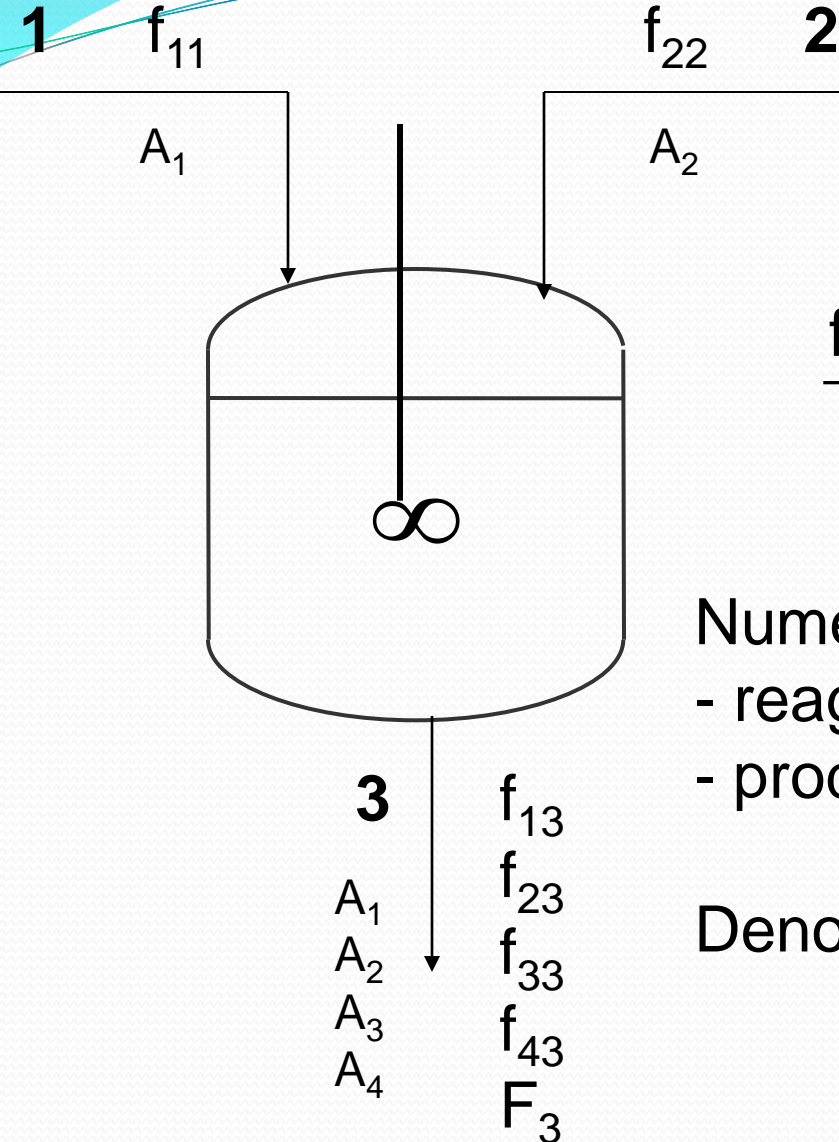 1 f₁₁ f₂₂ 2
A₁ A₂
∞
3
A₁
A₂
A₃
A₄
f₁₃
f₂₃
f₃₃
f₄₃
F₃
f
Nume
- reag
- prod
Deno